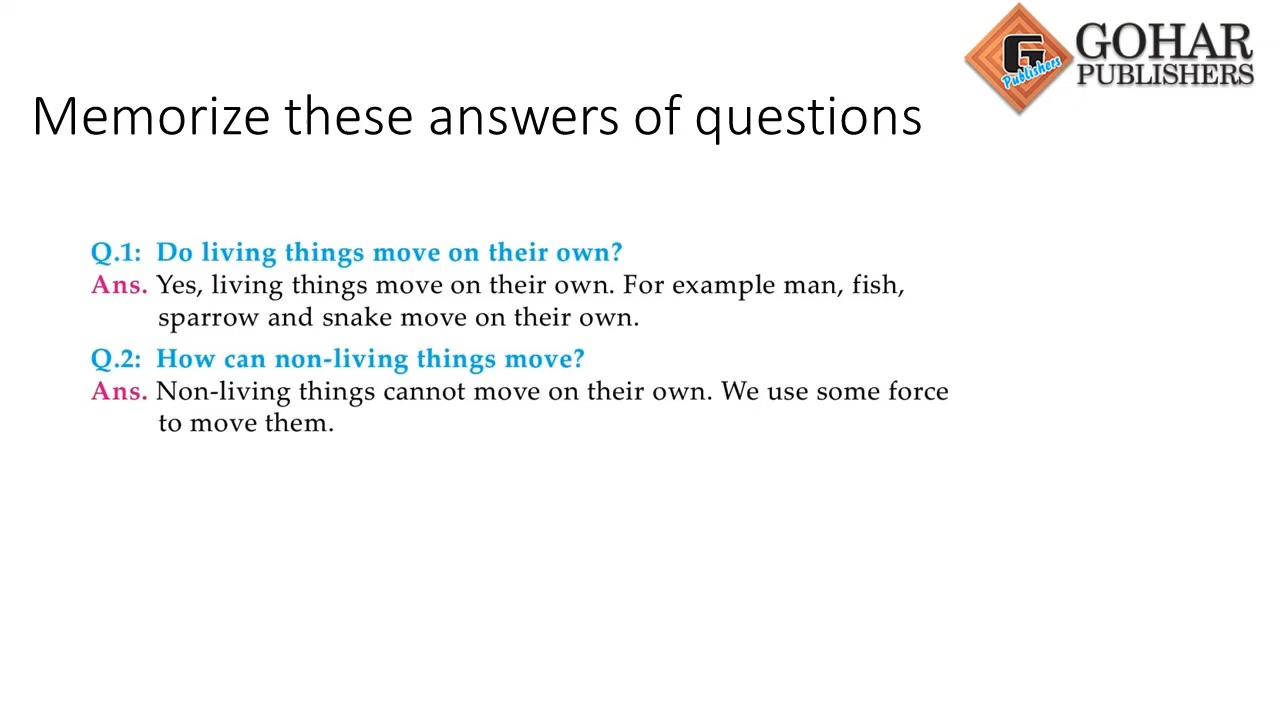 G
Publishers
GOHAR
PUBLISHERS
Memorize these answers of questions
Q.1: Do living things move on their own?
Ans. Yes, living things move on their own. For example man, fish,
sparrow and snake move on their own.
Q.2: How can non-living things move?
Ans. Non-living things cannot move on their own. We use some force
to move them.